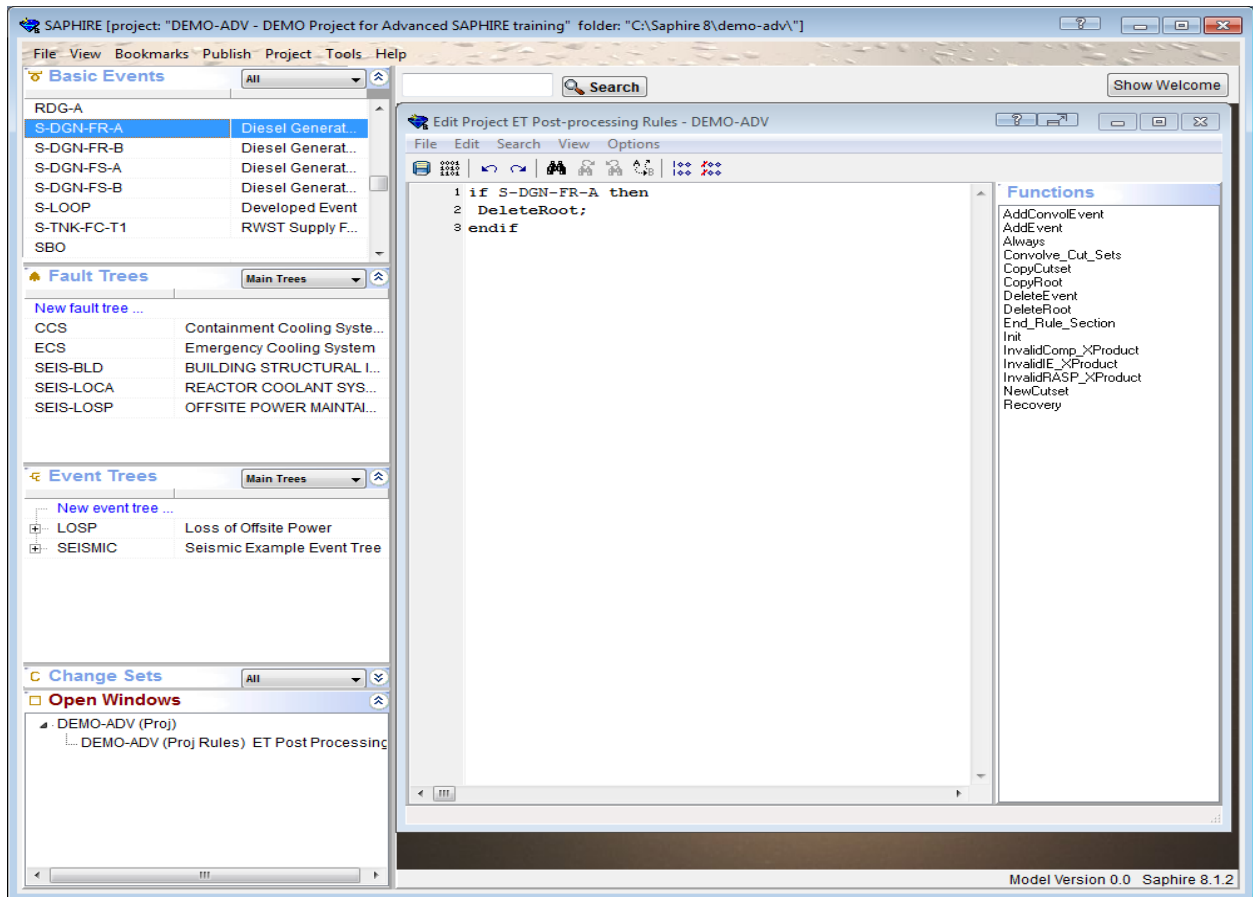 SAPHIRE [project: "DEMO-ADV - DEMO Project for Advanced SAPHIRE training" folder: "C:\Saphire 8\demo-adv\"]
File View Bookmarks Publish Project Tools Help
Basic Events All
RDG-A
S-DGN-FR-A Diesel Generat...
S-DGN-FR-B Diesel Generat...
S-DGN-FS-A Diesel Generat...
S-DGN-FS-B Diesel Generat...
S-LOOP Developed Event
S-TNK-FC-T1 RWST Supply F...
SBO
Fault Trees Main Trees
New fault tree ...
CCS Containment Cooling Syste...
ECS Emergency Cooling System
SEIS-BLD BUILDING STRUCTURAL I...
SEIS-LOCA REACTOR COOLANT SYS...
SEIS-LOSP OFFSITE POWER MAINTAI...
Event Trees Main Trees
New event tree ...
LOSP Loss of Offsite Power
SEISMIC Seismic Example Event Tree
Change Sets All
Open Windows
DEMO-ADV (Proj)
DEMO-ADV (Proj Rules) ET Post Processing
Search
Show Welcome
Edit Project ET Post-processing Rules - DEMO-ADV
File Edit Search View Options
1 if S-DGN-FR-A then
2 DeleteRoot;
3 endif
Functions
AddConvolEvent
AddEvent
Always
Convolve_Cut_Sets
CopyCutset
CopyRoot
DeleteEvent
DeleteRoot
End_Rule_Section
Init
InvalidComp_XProduct
InvalidIE_XProduct
InvalidRASP_XProduct
NewCutset
Recovery
Model Version 0.0 Saphire 8.1.2